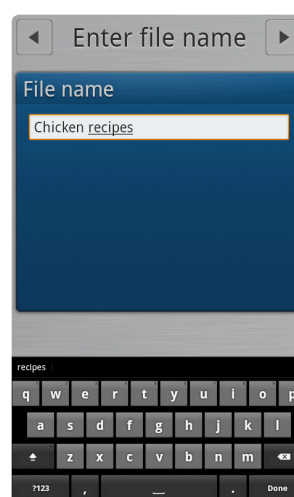 Enter file name
File name
Chicken recipes
recipes
q w e r t y u i o p
a s d f g h j k l
z x c v b n m
?123 , . Done